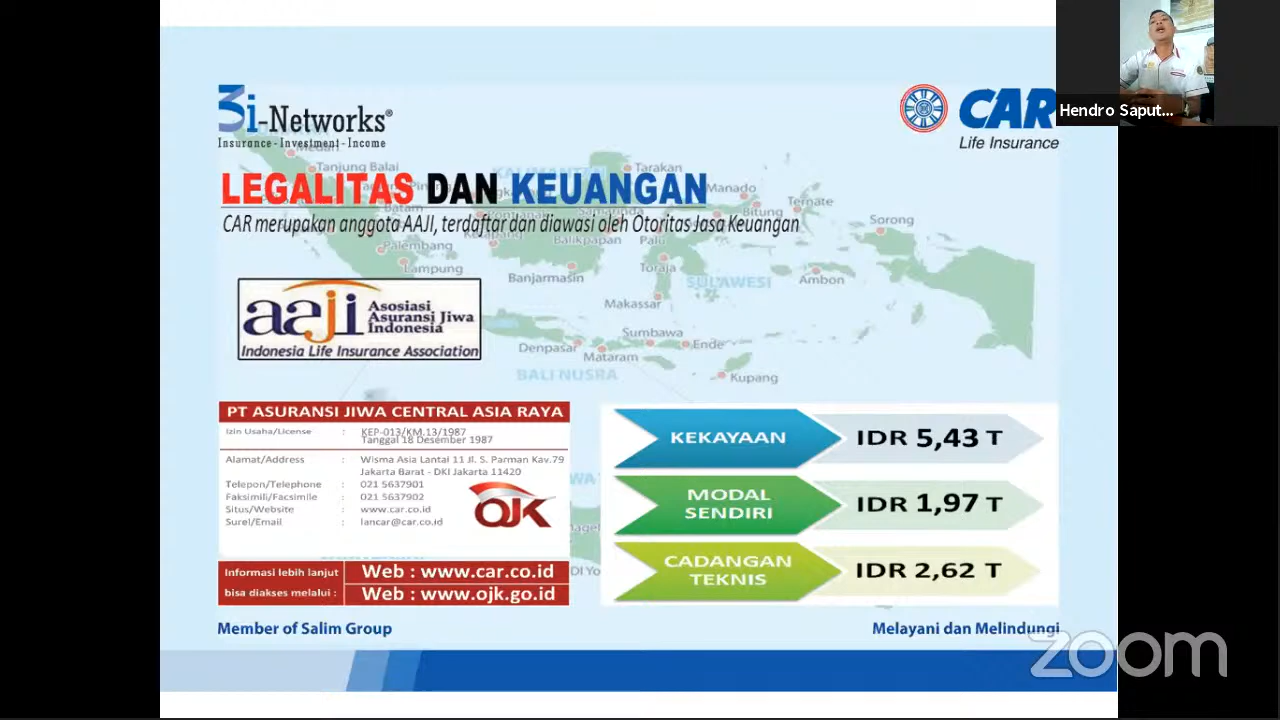 3i-Networks®
Insurance - Investment - Income
CAR
Life Insurance
Hendro Saput...
LEGALITAS DAN KEUANGAN
CAR merupakan anggota AAJI, terdaftar dan diawasi oleh Otoritas Jasa Keuangan
Medan
Tanjung Balai
Batam
Palembang
Lampung
KALIMANTAN
Tarakan
Samarinda
Balikpapan
Banjarmasin
Manado
Bitung
Ternate
Sorong
Palu
Toraja
SULAWESI
Ambon
Makassar
Sumbawa
Denpasar
Mataram
Ende
BALI NUSRA
Kupang
aaji Asosiasi
Asuransi Jiwa
Indonesia
Indonesia Life Insurance Association
PT ASURANSI JIWA CENTRAL ASIA RAYA
Izin Usaha/License : KEP-013/KM.13/1987
Tanggal 18 Desember 1987
Alamat/Address : Wisma Asia Lantai 11 Jl. S. Parman Kav.79
Jakarta Barat - DKI Jakarta 11420
Telepon/Telephone : 021 5637901
Faksimili/Facsimile : 021 5637902
Situs/Website : www.car.co.id
Surel/Email : lancar@car.co.id
OJK
Informasi lebih lanjut
bisa diakses melalui :
Web : www.car.co.id
Web : www.ojk.go.id
KEKAYAAN IDR 5,43 T
MODAL
SENDIRI IDR 1,97 T
CADANGAN
TEKNIS IDR 2,62 T
Member of Salim Group
Melayani dan Melindungi
zoom